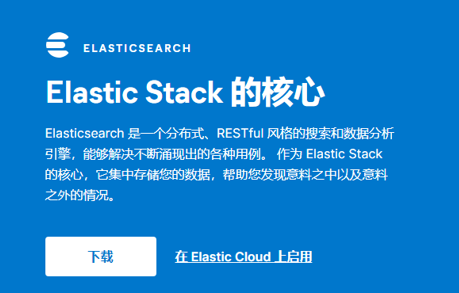 ELASTICSEARCH
Elastic Stack 的核心
Elasticsearch 是一个分布式、RESTful 风格的搜索和数据分析
引擎，能够解决不断涌现出的各种用例。 作为 Elastic Stack
的核心，它集中存储您的数据，帮助您发现意料之中以及意料
之外的情况。
下载
在 Elastic Cloud 上启用